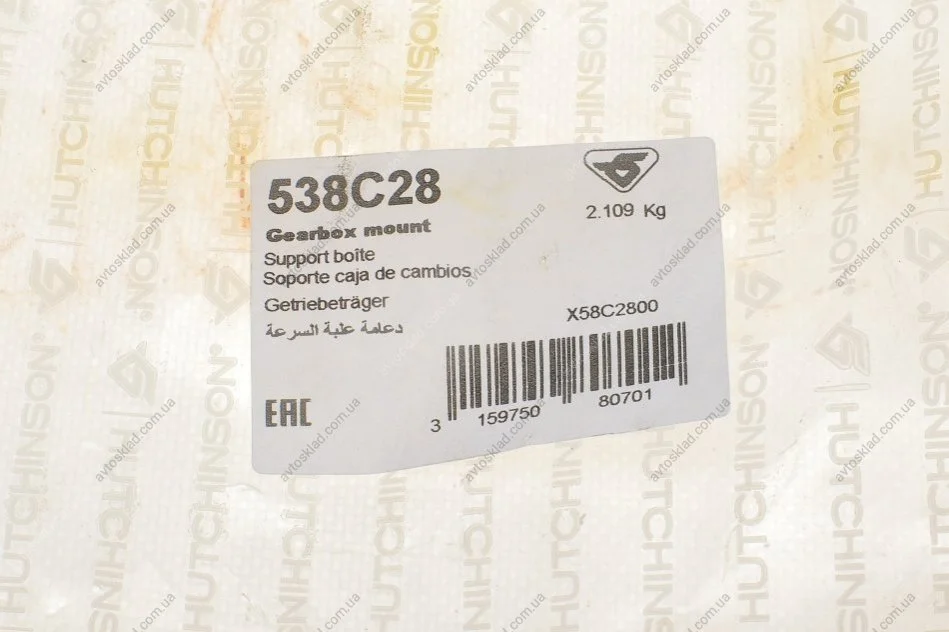 538C28
2.109 Kg
Gearbox mount
Support boîte
Soporte caja de cambios
Getriebeträger
دعامة علبة السرعة
X58C2800
EAC
3 159750 80701
HUTCHINSON®
avtosklad.com.ua